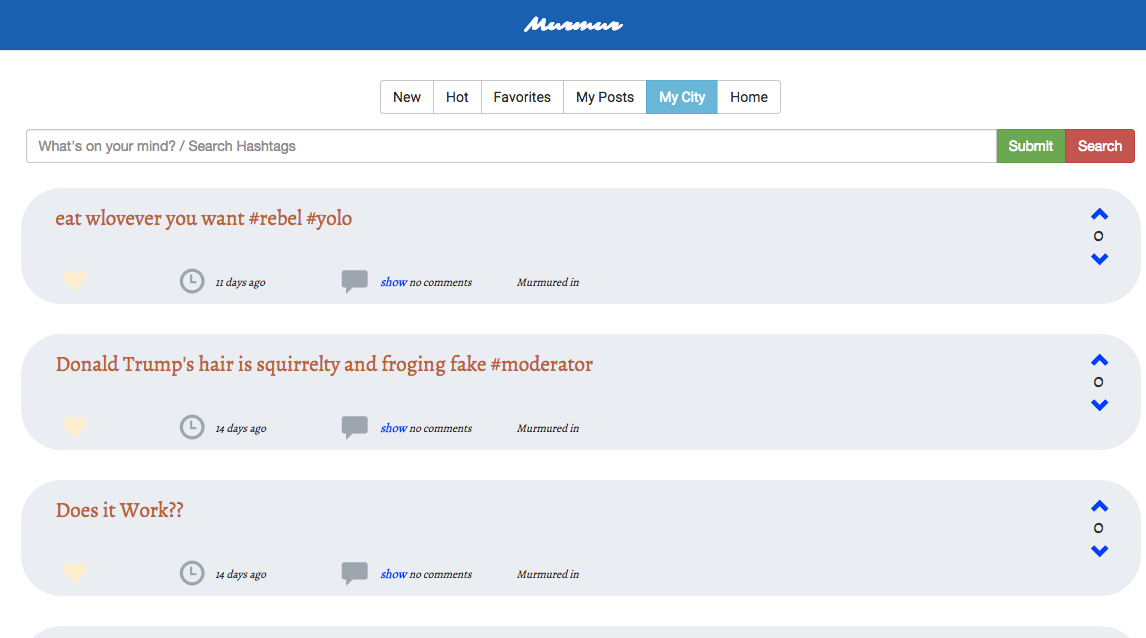 Murmur
New Hot Favorites My Posts My City Home
What's on your mind? / Search Hashtags Submit Search
eat wlovever you want #rebel #yolo
0
11 days ago show no comments Murmured in
Donald Trump's hair is squirrelty and froging fake #moderator
0
14 days ago show no comments Murmured in
Does it Work??
0
14 days ago show no comments Murmured in